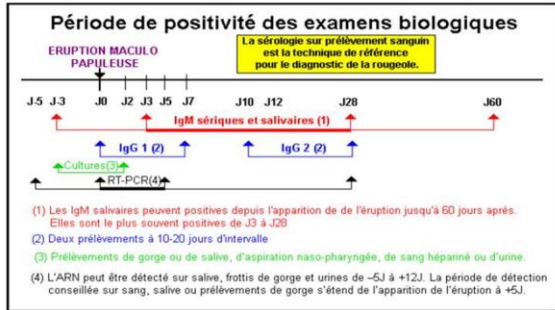 Période de positivité des examens biologiques
ERUPTION MACULO
PAPULEUSE
La sérologie sur prélèvement sanguin
est la technique de référence
pour le diagnostic de la rougeole.
J-5 J-3 J0 J2 J3 J5 J7 J10 J12 J28 J60
IgM sériques et salivaires (1)
IgG 1 (2) IgG 2 (2)
Cultures(3)
RT-PCR(4)
(1) Les IgM salivaires peuvent positives depuis l'apparition de de l'éruption jusqu'à 60 jours aprés.
Elles sont le plus souvent positives de J3 à J28
(2) Deux prélèvements à 10-20 jours d'intervalle
(3) Prélèvements de gorge ou de salive, d'aspiration naso-pharyngée, de sang hépariné ou d'urine.
(4) L'ARN peut être détecté sur salive, frottis de gorge et urines de –5J à +12J. La période de détection
conseillée sur sang, salive ou prélèvements de gorge s'étend de l'apparition de l'éruption à +5J.